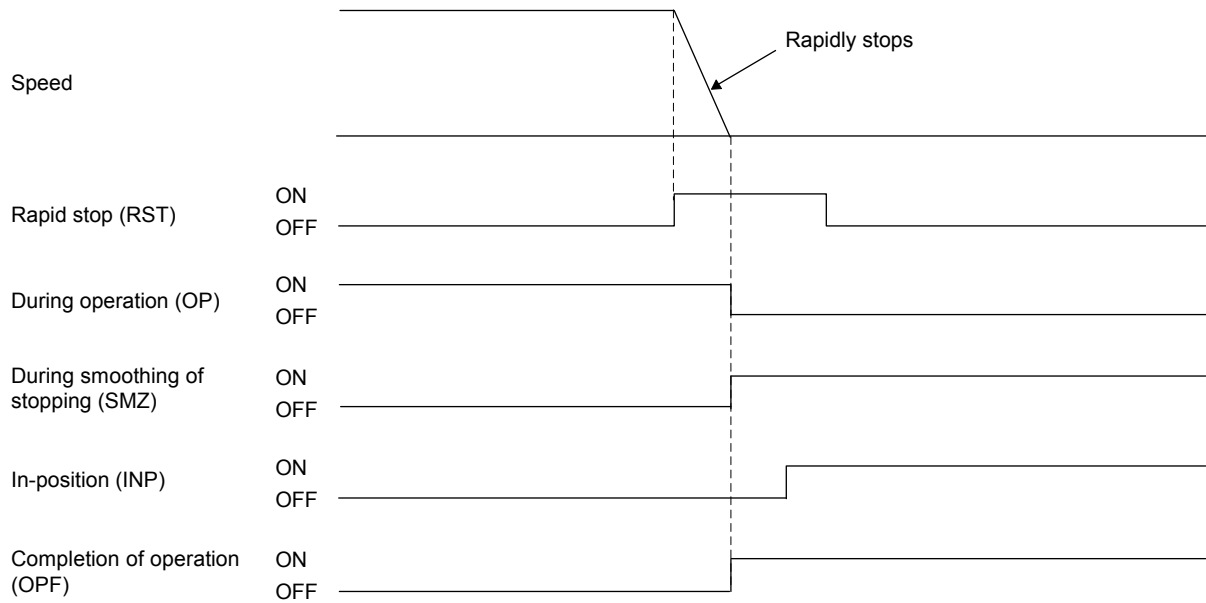 Rapidly stops
Speed
ON
Rapid stop (RST)
OFF
ON
During operation (OP)
OFF
During smoothing of
stopping (SMZ)
ON
OFF
In-position (INP)
ON
OFF
Completion of operation
(OPF)
ON
OFF